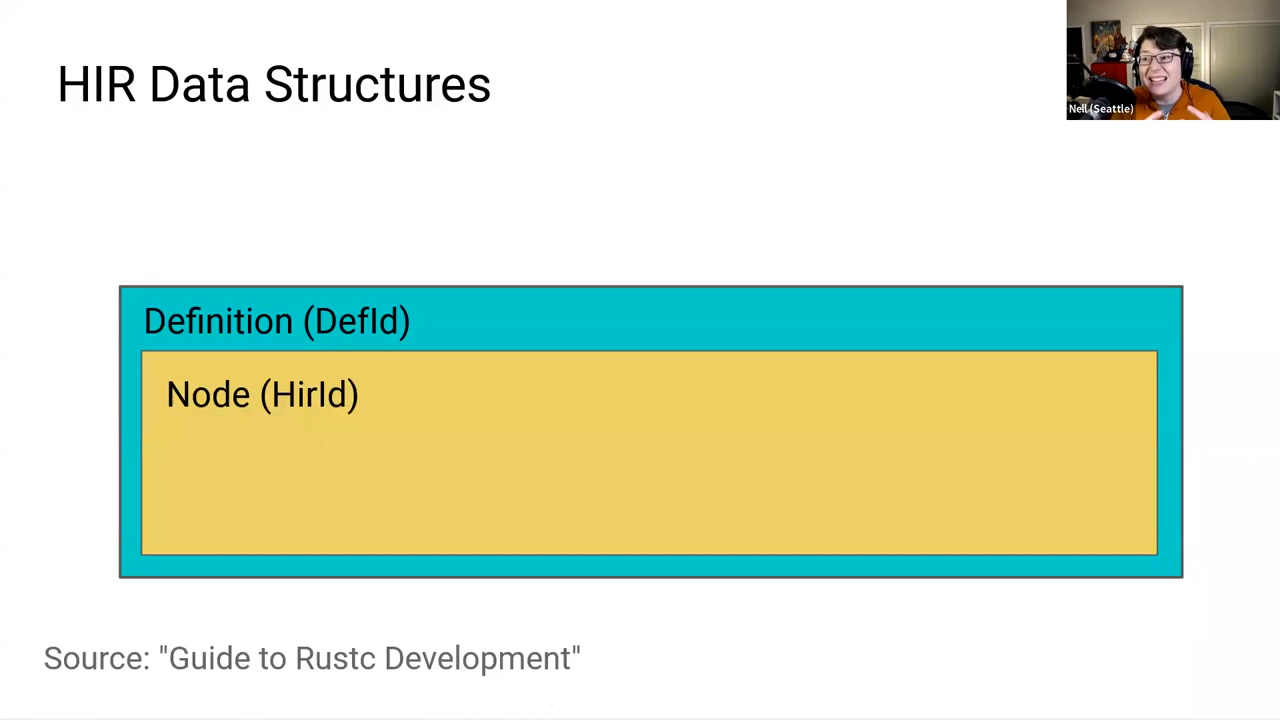 HIR Data Structures
Nell (Seattle)
Definition (DefId)
Node (HirId)
Source: "Guide to Rustc Development"